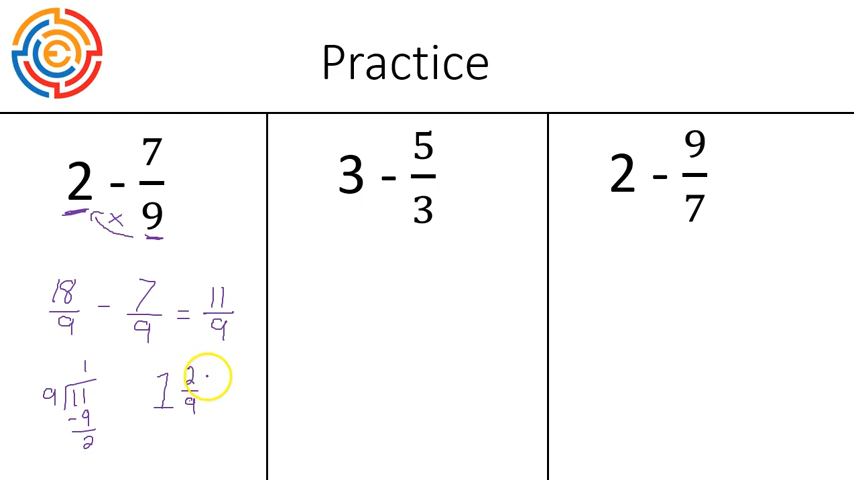 Practice
2 - 7/9
×
18/9 - 7/9 = 11/9
1
9 11
-9
2
1 2/9
3 - 5/3
2 - 9/7